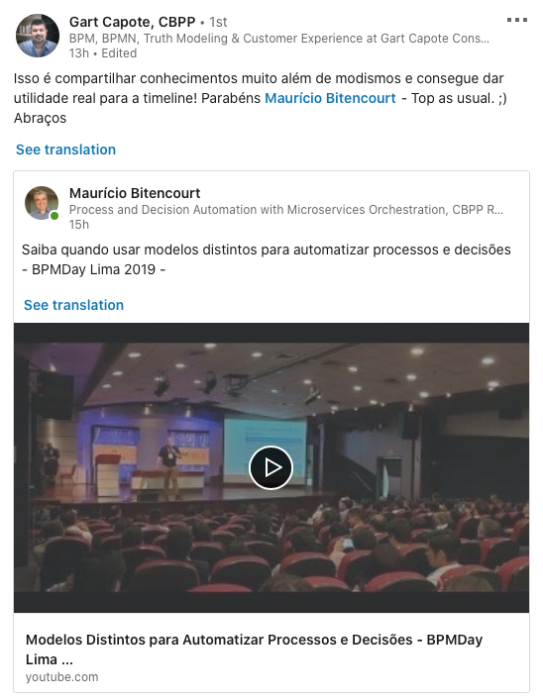 Gart Capote, CBPP • 1st
BPM, BPMN, Truth Modeling & Customer Experience at Gart Capote Cons...
13h • Edited
Isso é compartilhar conhecimentos muito além de modismos e consegue dar
utilidade real para a timeline! Parabéns Maurício Bitencourt - Top as usual. ;)
Abraços
See translation
Maurício Bitencourt
Process and Decision Automation with Microservices Orchestration, CBPP R...
15h
Saiba quando usar modelos distintos para automatizar processos e decisões
- BPMDay Lima 2019 -
See translation
Modelos Distintos para Automatizar Processos e Decisões - BPMDay
Lima ...
youtube.com